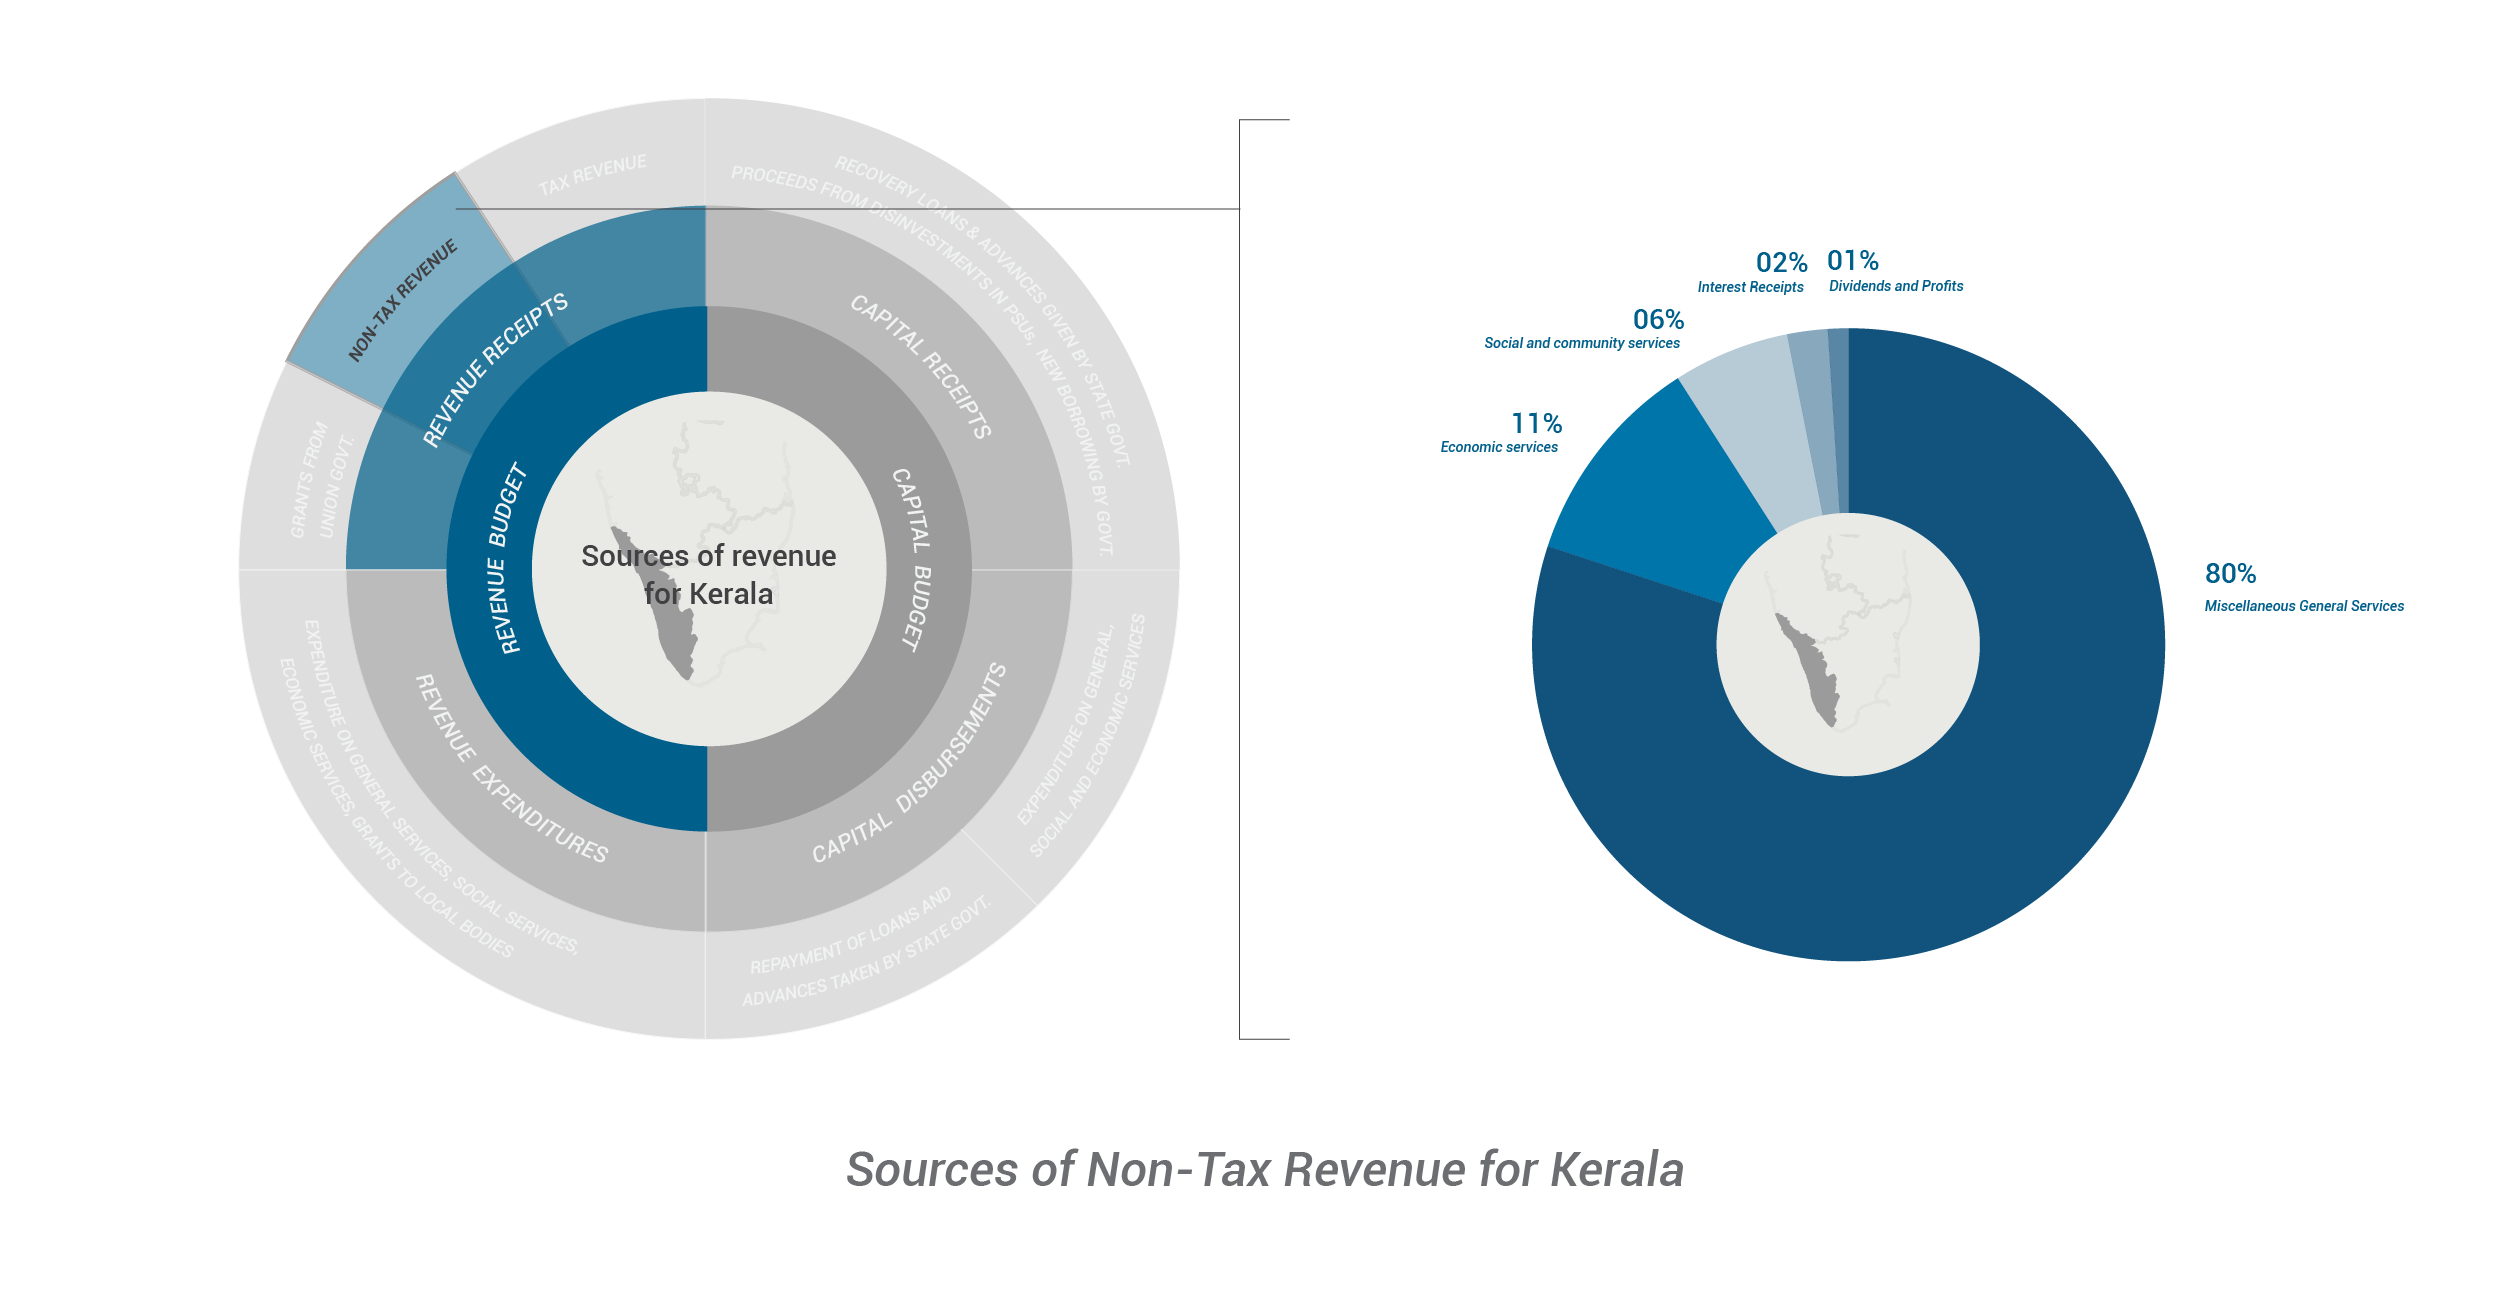 TAX REVENUE
RECOVERY LOANS & ADVANCES GIVEN BY STATE GOVT.
PROCEEDS FROM DISINVESTMENTS IN PSUs, NEW BORROWING BY GOVT.
NON-TAX REVENUE
REVENUE RECEIPTS
CAPITAL RECEIPTS
GRANTS FROM
UNION GOVT.
REVENUE BUDGET
CAPITAL BUDGET
Sources of revenue
for Kerala
EXPENDITURE ON GENERAL SERVICES, SOCIAL SERVICES,
ECONOMIC SERVICES, GRANTS TO LOCAL BODIES
REVENUE EXPENDITURES
CAPITAL DISBURSEMENTS
EXPENDITURE ON GENERAL,
SOCIAL AND ECONOMIC SERVICES
REPAYMENT OF LOANS AND
ADVANCES TAKEN BY STATE GOVT.
02%
Interest Receipts
01%
Dividends and Profits
06%
Social and community services
11%
Economic services
80%
Miscellaneous General Services
Sources of Non-Tax Revenue for Kerala